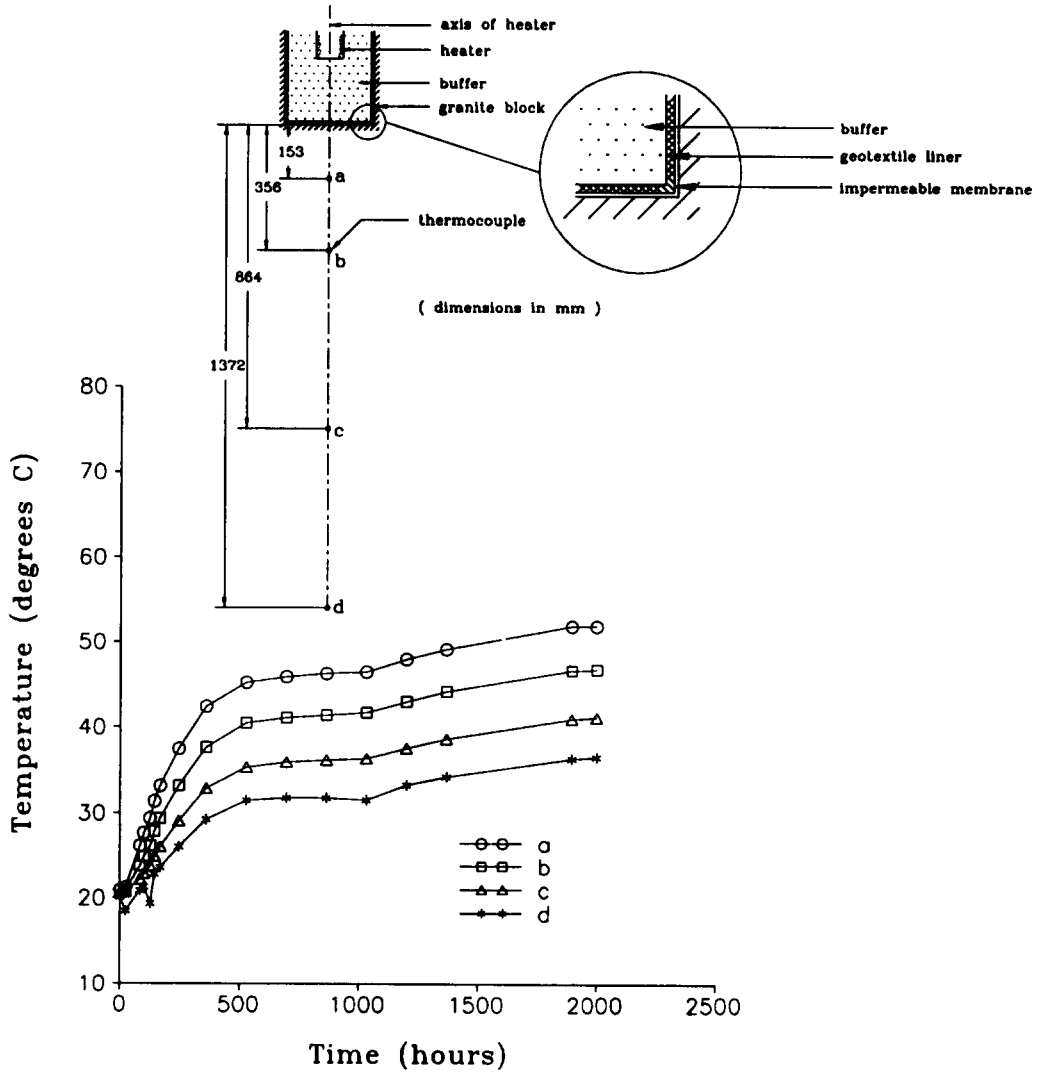 axis of heater
heater
buffer
granite block
153
a
356
thermocouple
b
864
( dimensions in mm )
1372
c
d
buffer
geotextile liner
impermeable membrane
Temperature (degrees C)
80
70
60
50
40
30
20
10
a
b
c
d
0
500
1000
1500
2000
2500
Time (hours)